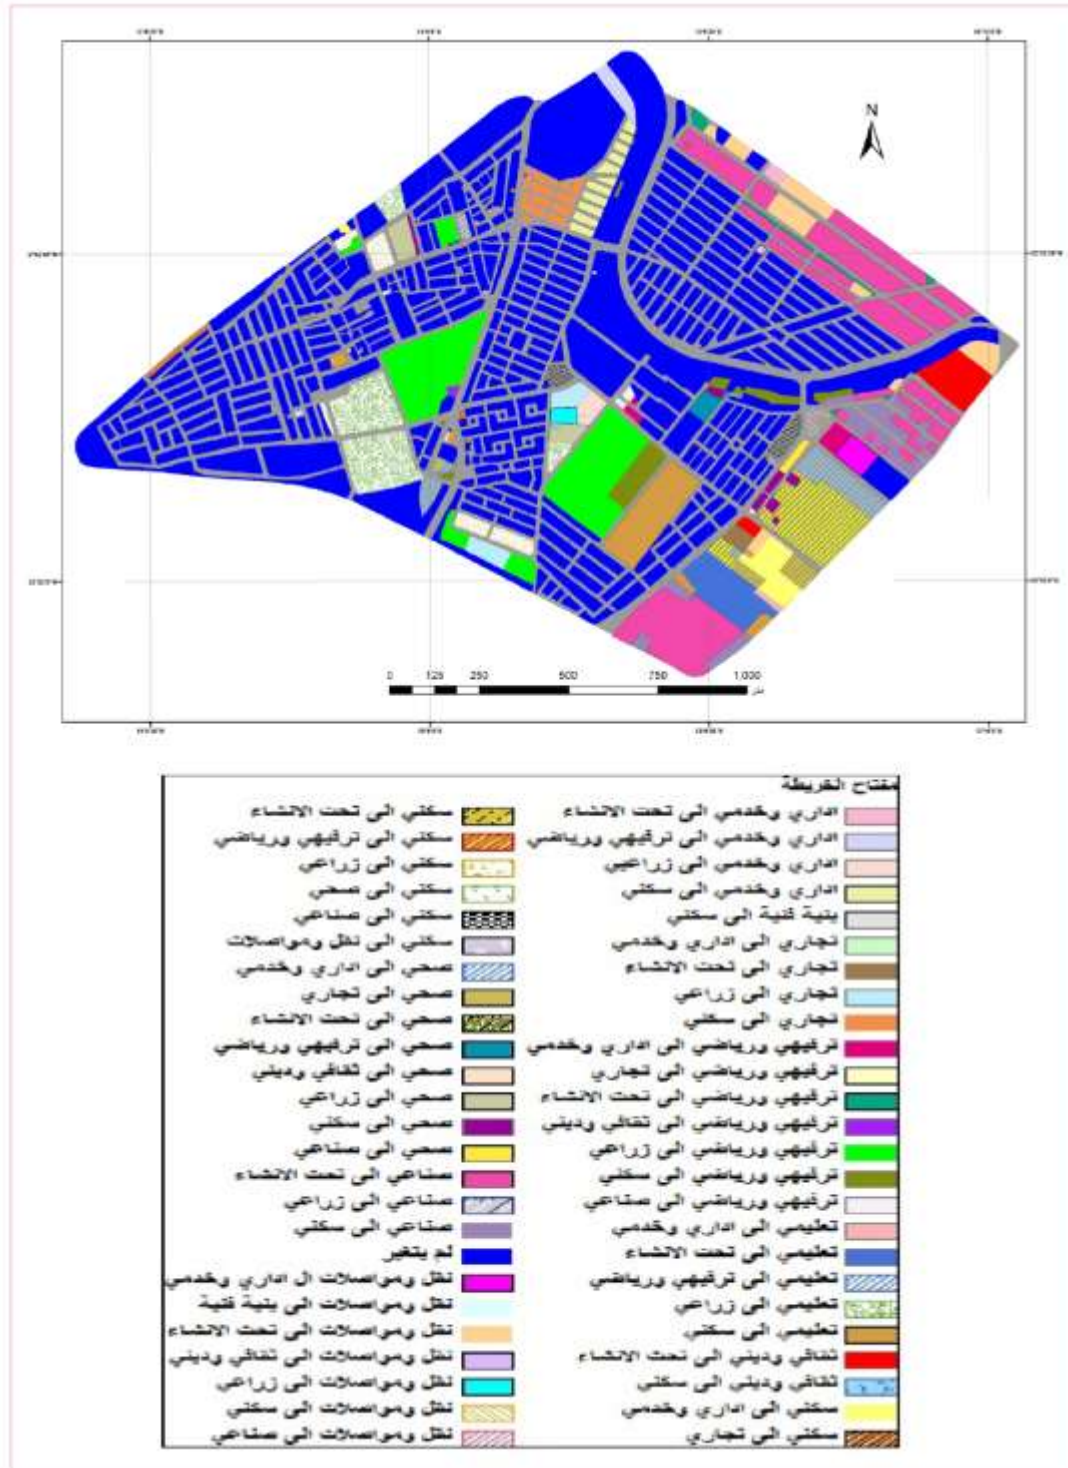 N
0 125 250 500 750 1,000
متر
مفتاح الخريطة
اداري وخدمي الى تحت الانشاء
اداري وخدمي الى ترفيهي ورياضي
اداري وخدمي الى زراعيي
اداري وخدمي الى سكني
بنية فنية الى سكني
تجاري الى اداري وخدمي
تجاري الى تحت الانشاء
تجاري الى زراعي
تجاري الى سكني
ترفيهي ورياضي الى اداري وخدمي
ترفيهي ورياضي الى تجاري
ترفيهي ورياضي الى تحت الانشاء
ترفيهي ورياضي الى ثقافي وديني
ترفيهي ورياضي الى زراعي
ترفيهي ورياضي الى سكني
ترفيهي ورياضي الى صناعي
تعليمي الى اداري وخدمي
تعليمي الى تحت الانشاء
تعليمي الى ترفيهي ورياضي
تعليمي الى زراعي
تعليمي الى سكني
ثقافي وديني الى تحت الانشاء
ثقافي وديني الى سكني
سكني الى اداري وخدمي
سكني الى تجاري
سكني الى تحت الانشاء
سكني الى ترفيهي ورياضي
سكني الى زراعي
سكني الى صحي
سكني الى صناعي
سكني الى نقل ومواصلات
صحي الى اداري وخدمي
صحي الى تجاري
صحي الى تحت الانشاء
صحي الى ترفيهي ورياضي
صحي الى ثقافي وديني
صحي الى زراعي
صحي الى سكني
صحي الى صناعي
صناعي الى تحت الانشاء
صناعي الى زراعي
صناعي الى سكني
لم يتغير
نقل ومواصلات ال اداري وخدمي
نقل ومواصلات الى بنية فنية
نقل ومواصلات الى تحت الانشاء
نقل ومواصلات الى ثقافي وديني
نقل ومواصلات الى زراعي
نقل ومواصلات الى سكني
نقل ومواصلات الى صناعي